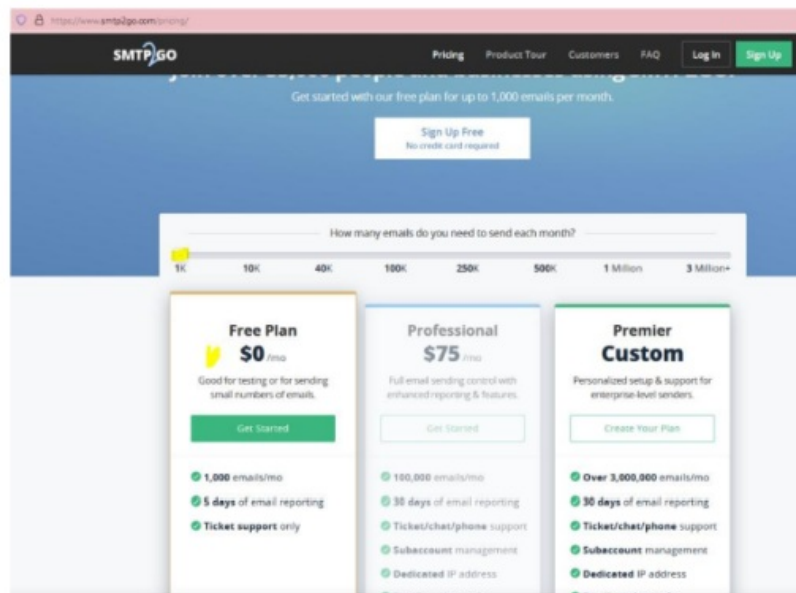 https://www.smtp2go.com/pricing/
SMTP2GO
Pricing
Product Tour
Customers
FAQ
Log In
Sign Up
Get started with our free plan for up to 1,000 emails per month.
Sign Up Free
No credit card required
How many emails do you need to send each month?
1K 10K 40K 100K 250K 500K 1 Million 3 Million+
Free Plan
$0 /mo
Good for testing or for sending
small numbers of emails.
Get Started
1,000 emails/mo
5 days of email reporting
Ticket support only
Professional
$75 /mo
Full email sending control with
enhanced reporting & features.
Get Started
100,000 emails/mo
30 days of email reporting
Ticket/chat/phone support
Subaccount management
Dedicated IP address
Premier
Custom
Personalized setup & support for
enterprise-level senders.
Create Your Plan
Over 3,000,000 emails/mo
30 days of email reporting
Ticket/chat/phone support
Subaccount management
Dedicated IP address